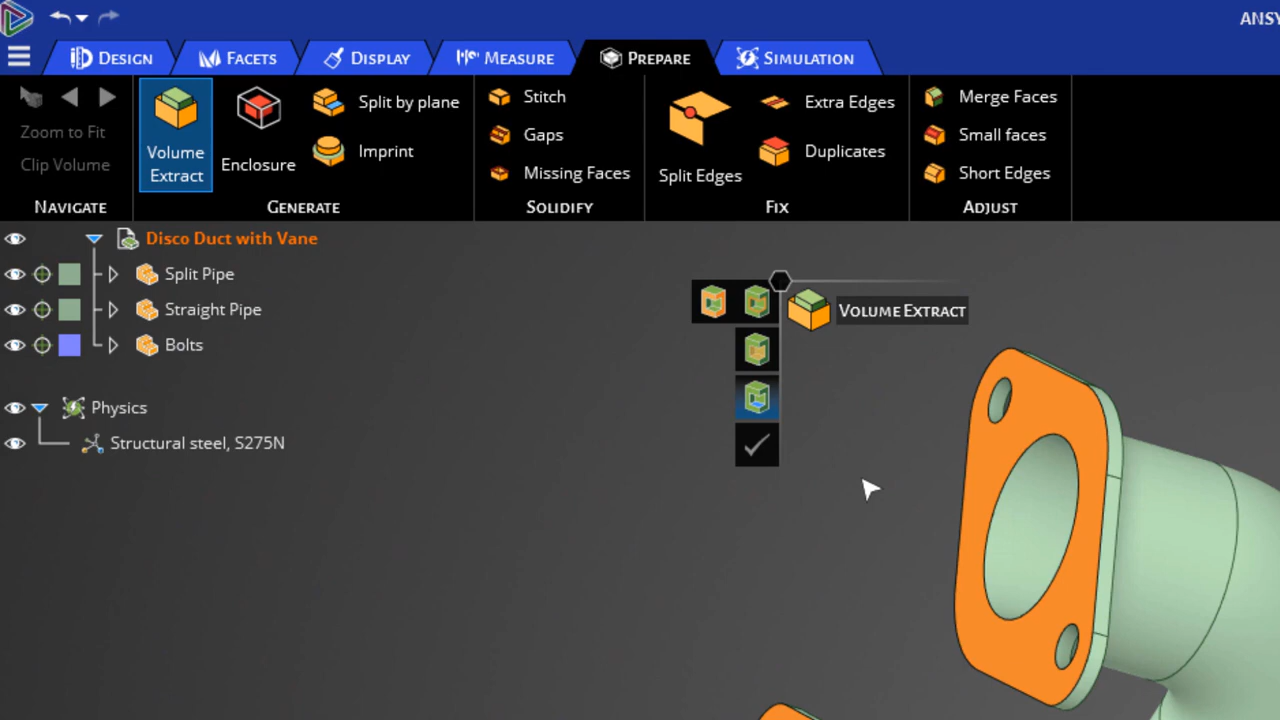 ANSY
DESIGN
FACETS
DISPLAY
MEASURE
PREPARE
SIMULATION
Zoom to Fit
Clip Volume
NAVIGATE
Volume
Extract
Enclosure
Split by plane
Imprint
GENERATE
Stitch
Gaps
Missing Faces
SOLIDIFY
Split Edges
Extra Edges
Duplicates
FIX
Merge Faces
Small faces
Short Edges
ADJUST
Disco Duct with Vane
Split Pipe
Straight Pipe
Bolts
Physics
Structural steel, S275N
VOLUME EXTRACT